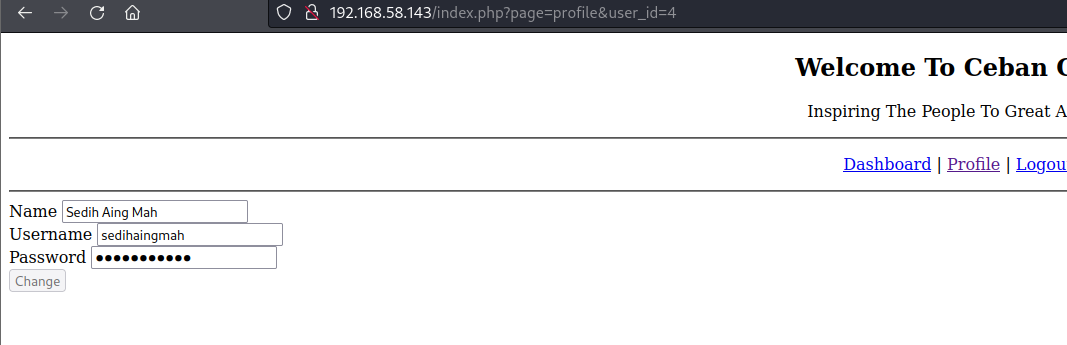 192.168.58.143/index.php?page=profile&user_id=4
Welcome To Ceban
Inspiring The People To Great
Dashboard | Profile |
Name Sedih Aing Mah
Username sedihaingmah
Password ●●●●●●●●●●●
Change